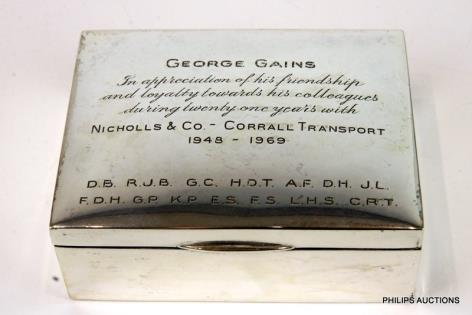 GEORGE GAINS
In appreciation of his friendship
and loyalty towards his colleagues
during twenty one years with
NICHOLLS & CO. - CORRALL TRANSPORT
1948 - 1969
D.B. R.J.B. G.C. H.D.T. A.F. D.H. J.L.
F.D.H. G.P. K.P. E.S. F.S. L.H.S. C.R.T.
PHILIPS AUCTIONS